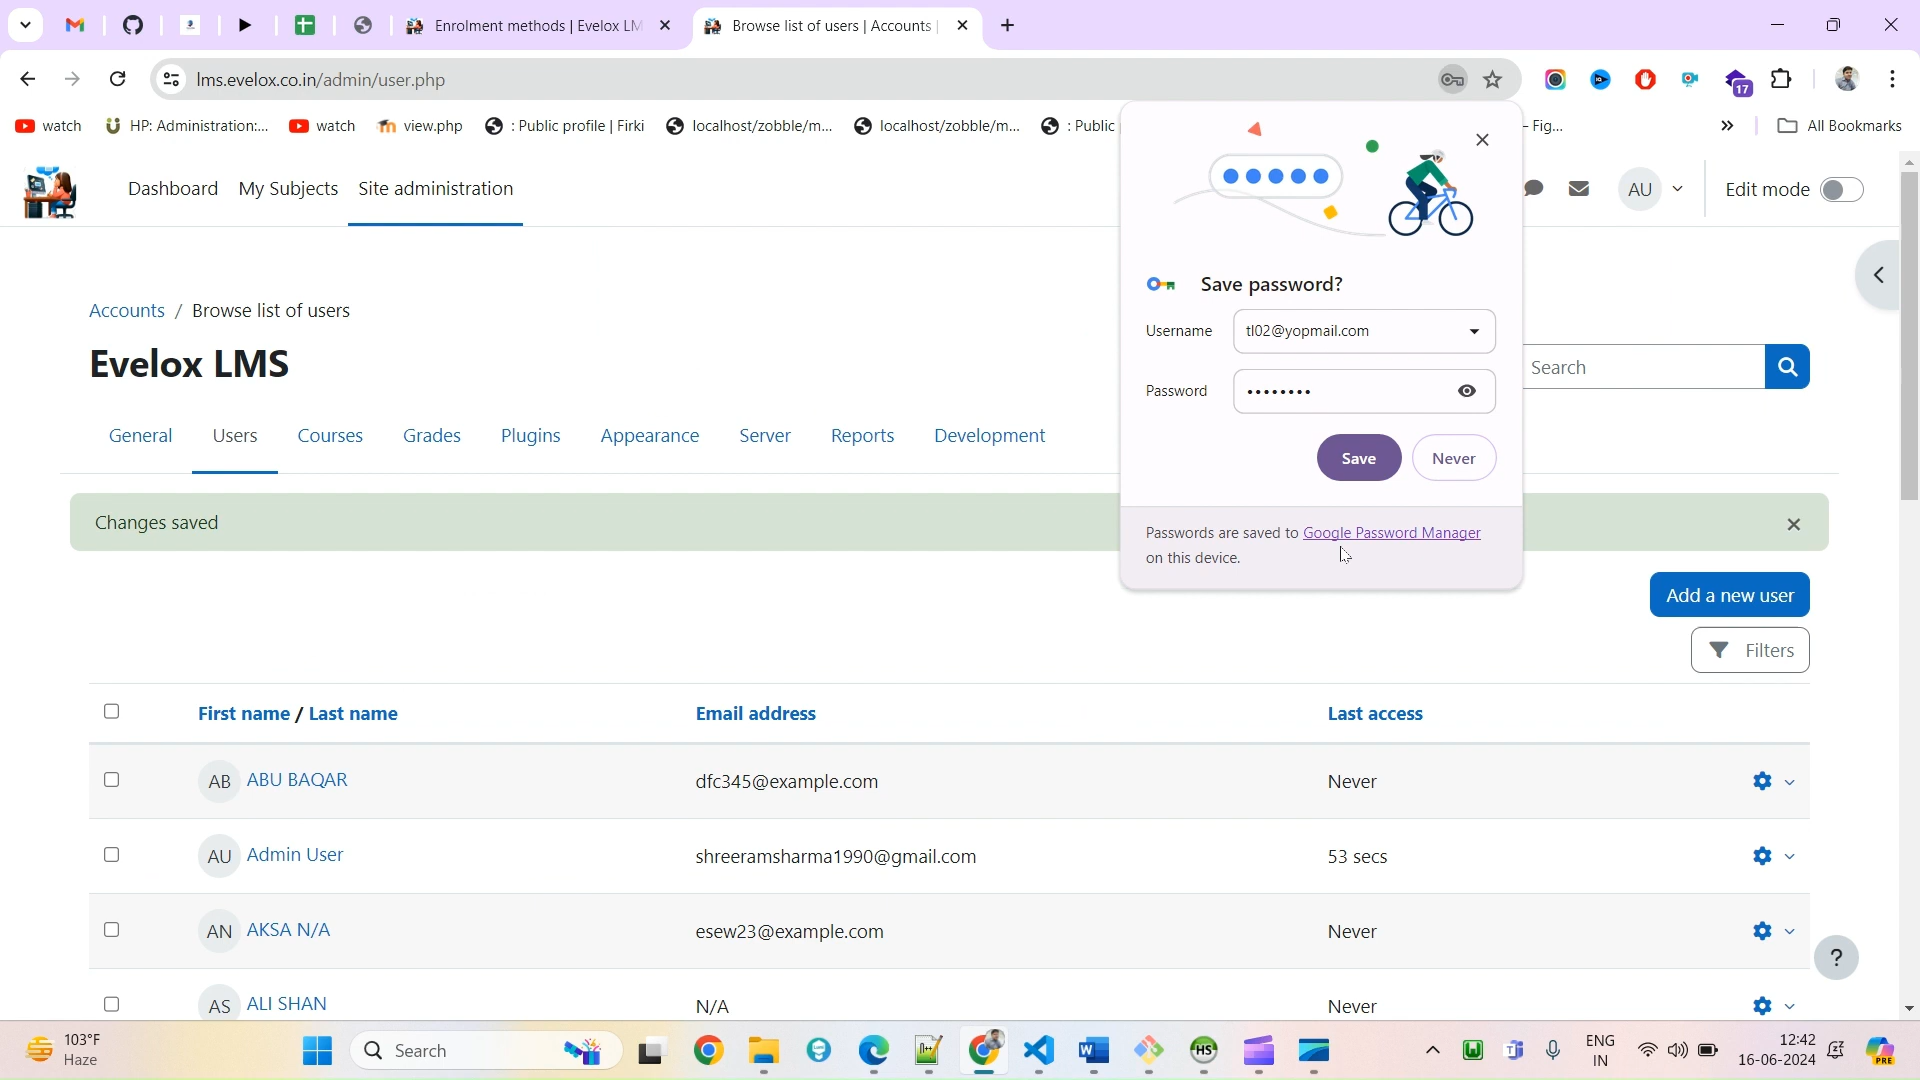 Enrolment methods | Evelox LM
Browse list of users | Accounts |
lms.evelox.co.in/admin/user.php
17
watch
HP: Administration:...
watch
view.php
: Public profile | Firki
localhost/zobble/m...
localhost/zobble/m...
: Public
– Fig...
All Bookmarks
Dashboard
My Subjects
Site administration
AU
Edit mode
Save password?
Username
tl02@yopmail.com
Password
••••••••
Save
Never
Passwords are saved to Google Password Manager
on this device.
Accounts / Browse list of users
Evelox LMS
Search
General
Users
Courses
Grades
Plugins
Appearance
Server
Reports
Development
Changes saved
Add a new user
Filters
First name / Last name
Email address
Last access
AB ABU BAQAR
dfc345@example.com
Never
AU Admin User
shreeramsharma1990@gmail.com
53 secs
AN AKSA N/A
esew23@example.com
Never
?
AS ALI SHAN
N/A
Never
103°F
Haze
Search
HS
ENG
IN
12:42
16-06-2024
PRE